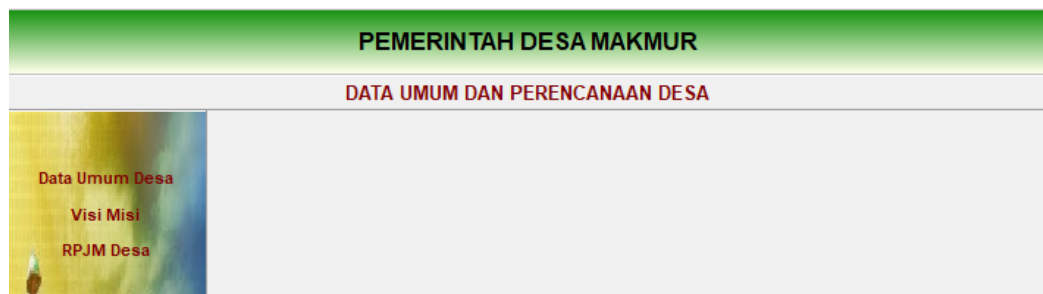 PEMERINTAH DESA MAKMUR
DATA UMUM DAN PERENCANAAN DESA
Data Umum Desa
Visi Misi
RPJM Desa